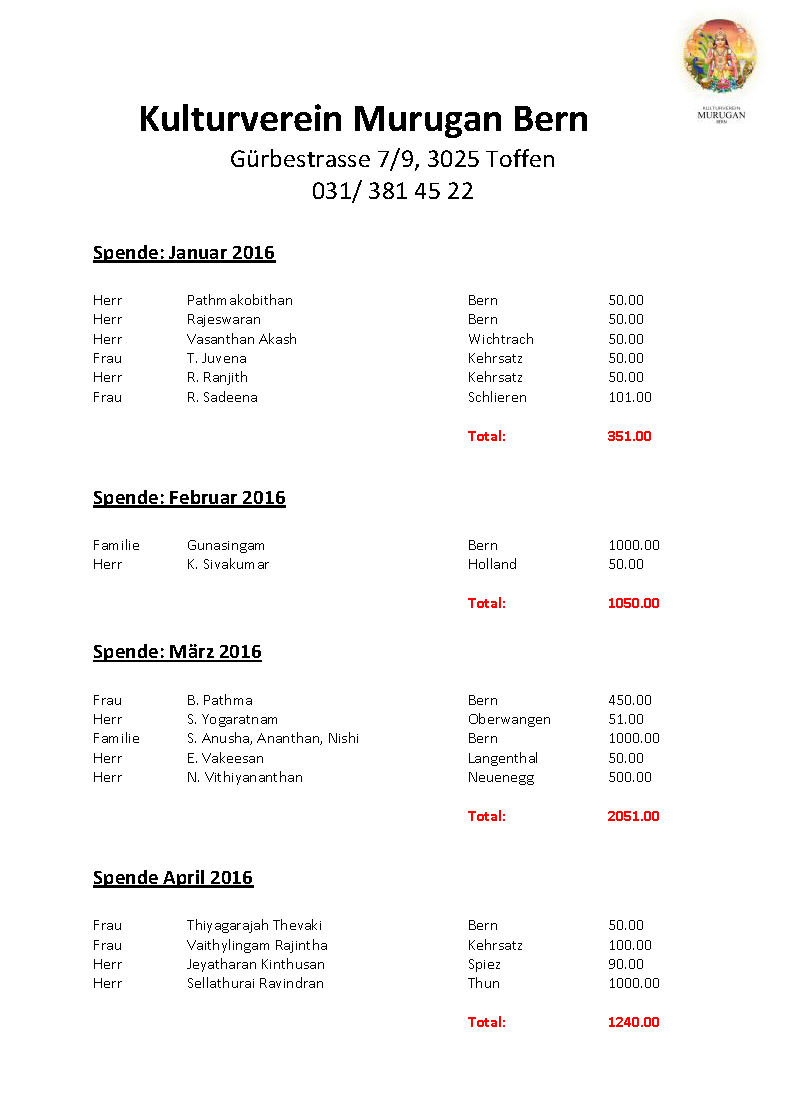 KULTURVEREIN
MURUGAN
BERN
Kulturverein Murugan Bern
Gürbestrasse 7/9, 3025 Toffen
031/ 381 45 22
Spende: Januar 2016
Herr Pathmakobithan Bern 50.00
Herr Rajeswaran Bern 50.00
Herr Vasanthan Akash Wichtrach 50.00
Frau T. Juvena Kehrsatz 50.00
Herr R. Ranjith Kehrsatz 50.00
Frau R. Sadeena Schlieren 101.00
Total: 351.00
Spende: Februar 2016
Familie Gunasingam Bern 1000.00
Herr K. Sivakumar Holland 50.00
Total: 1050.00
Spende: März 2016
Frau B. Pathma Bern 450.00
Herr S. Yogaratnam Oberwangen 51.00
Familie S. Anusha, Ananthan, Nishi Bern 1000.00
Herr E. Vakeesan Langenthal 50.00
Herr N. Vithiyananthan Neuenegg 500.00
Total: 2051.00
Spende April 2016
Frau Thiyagarajah Thevaki Bern 50.00
Frau Vaithylingam Rajintha Kehrsatz 100.00
Herr Jeyatharan Kinthusan Spiez 90.00
Herr Sellathurai Ravindran Thun 1000.00
Total: 1240.00